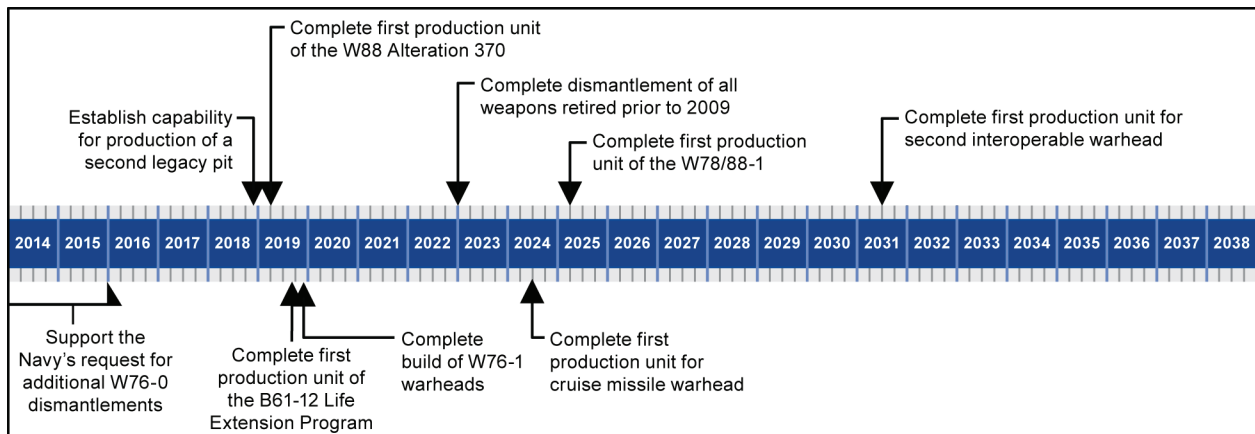 Complete first production unit
of the W88 Alteration 370
Complete dismantlement of all
weapons retired prior to 2009
Establish capability
for production of a
second legacy pit
Complete first production
unit of the W78/88-1
Complete first production unit for
second interoperable warhead
2014 2015 2016 2017 2018 2019 2020 2021 2022 2023 2024 2025 2026 2027 2028 2029 2030 2031 2032 2033 2034 2035 2036 2037 2038
Support the
Navy's request for
additional W76-0
dismantlements
Complete first
production unit of
the B61-12 Life
Extension Program
Complete
build of W76-1
warheads
Complete first
production unit for
cruise missile warhead